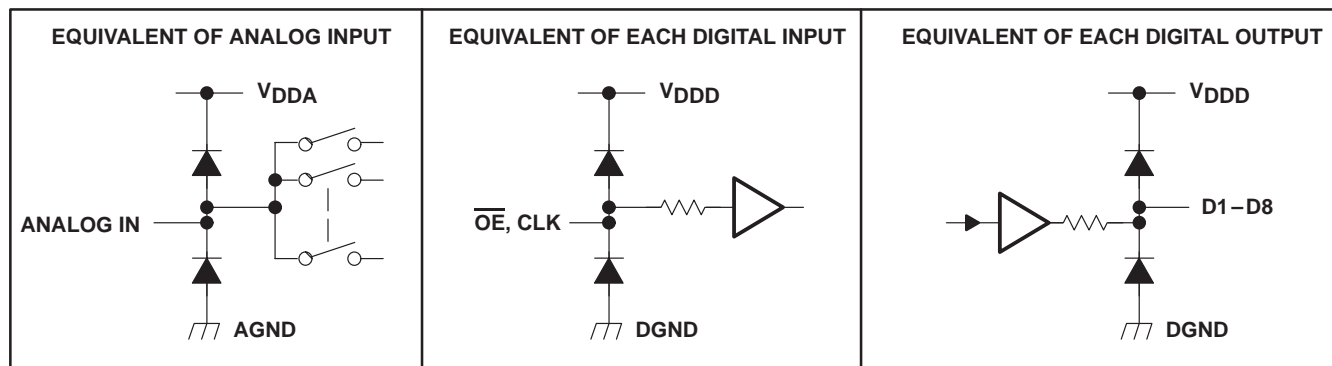 EQUIVALENT OF ANALOG INPUT
VDDA
ANALOG IN
AGND
EQUIVALENT OF EACH DIGITAL INPUT
VDDD
O̅E̅, CLK
DGND
EQUIVALENT OF EACH DIGITAL OUTPUT
VDDD
D1–D8
DGND